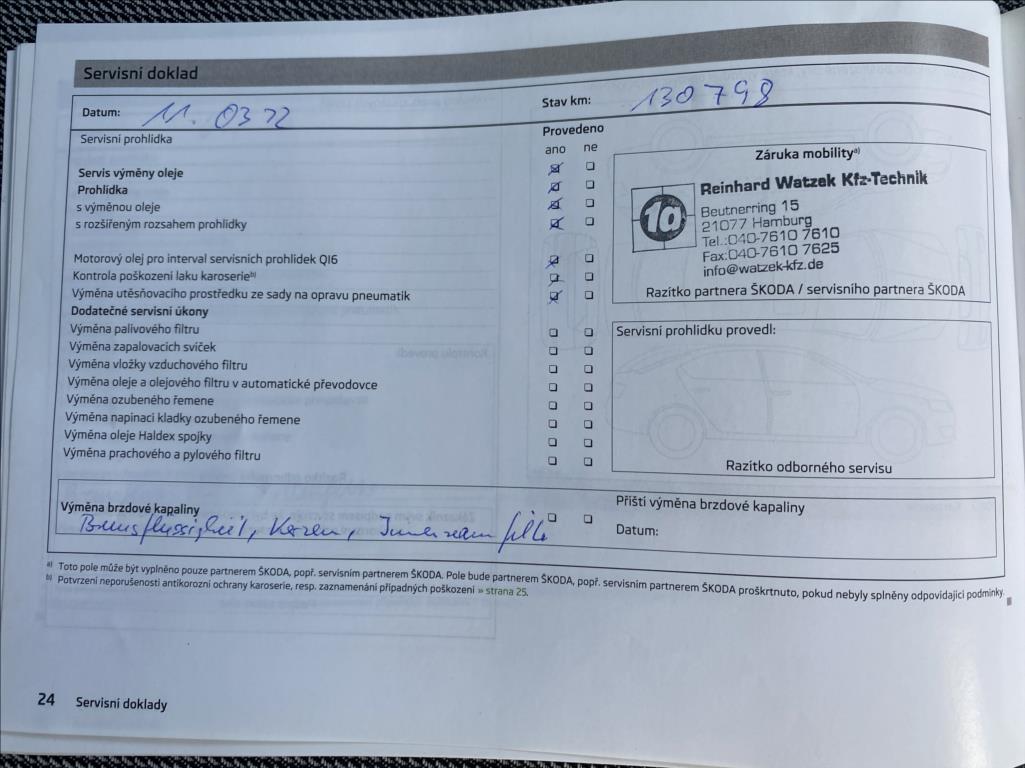 Servisní doklad
Datum: 11. 03 22 Stav km: 130 798
Servisní prohlídka Provedeno
ano ne
Servis výměny oleje
Prohlídka
s výměnou oleje
s rozšířeným rozsahem prohlídky
Motorový olej pro interval servisních prohlídek QI6
Kontrola poškození laku karoserie b)
Výměna utěsňovacího prostředku ze sady na opravu pneumatik
Dodatečné servisní úkony
Výměna palivového filtru
Výměna zapalovacích svíček
Výměna vložky vzduchového filtru
Výměna oleje a olejového filtru v automatické převodovce
Výměna ozubeného řemene
Výměna napínací kladky ozubeného řemene
Výměna oleje Haldex spojky
Výměna prachového a pylového filtru
Záruka mobility a)
1a
Reinhard Watzek Kfz-Technik
Beutnerring 15
21077 Hamburg
Tel.:040-7610 7610
Fax:040-7610 7625
info@watzek-kfz.de
Razítko partnera ŠKODA / servisního partnera ŠKODA
Servisní prohlídku provedl:
Razítko odborného servisu
Výměna brzdové kapaliny
Bremsflüssigkeit, Kerzen, Innenraumfilter
Příští výměna brzdové kapaliny
Datum:
a) Toto pole může být vyplněno pouze partnerem ŠKODA, popř. servisním partnerem ŠKODA. Pole bude partnerem ŠKODA, popř. servisním partnerem ŠKODA proškrtnuto, pokud nebyly splněny odpovídající podmínky.
b) Potvrzení neporušenosti antikorozní ochrany karoserie, resp. zaznamenání případných poškození » strana 25.
24 Servisní doklady